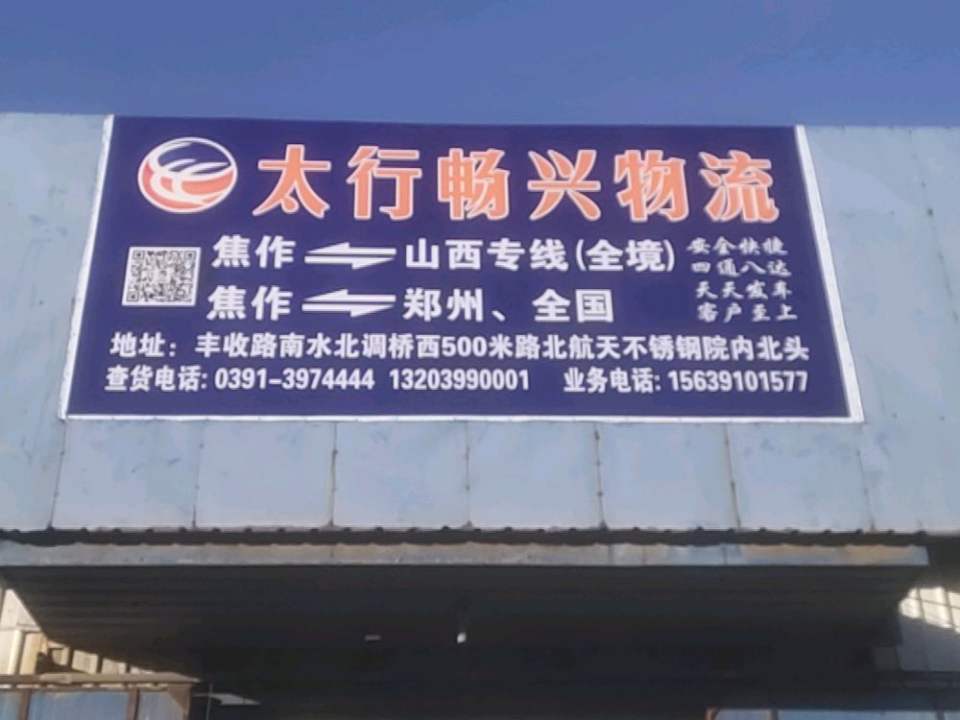 太行畅兴物流
焦作⇌山西专线(全境)
焦作⇌郑州、全国
安全快捷
四通八达
天天发车
客户至上
地址：丰收路南水北调桥西500米路北航天不锈钢院内北头
查货电话:0391-3974444 13203990001 业务电话:15639101577